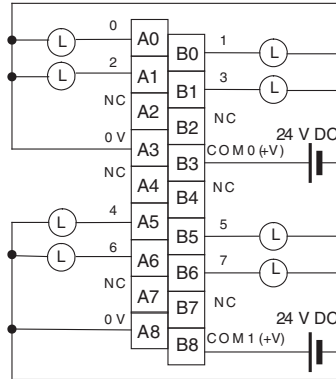 0
L A0 B0 1 L
2
L A1 B1 3 L
NC A2 B2 NC
24 V DC
0 V A3 B3 COM 0 (+V)
NC A4 B4 NC
4
L A5 B5 5 L
6
L A6 B6 7 L
NC A7 B7 NC
24 V DC
0 V A8 B8 COM 1 (+V)